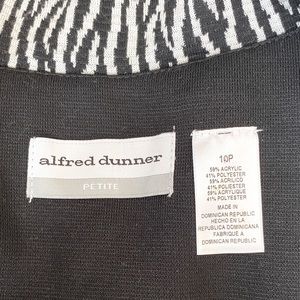 alfred dunner
PETITE
10P
59% ACRYLIC
41% POLYESTER
59% ACRILICO
41% POLIESTER
59% ACRYLIQUE
41% POLYESTER
MADE IN
DOMINICAN REPUBLIC
HECHO EN LA
REPUBLICA DOMINICANA
FABRIQUE A
DOMINICAN REPUBLIC